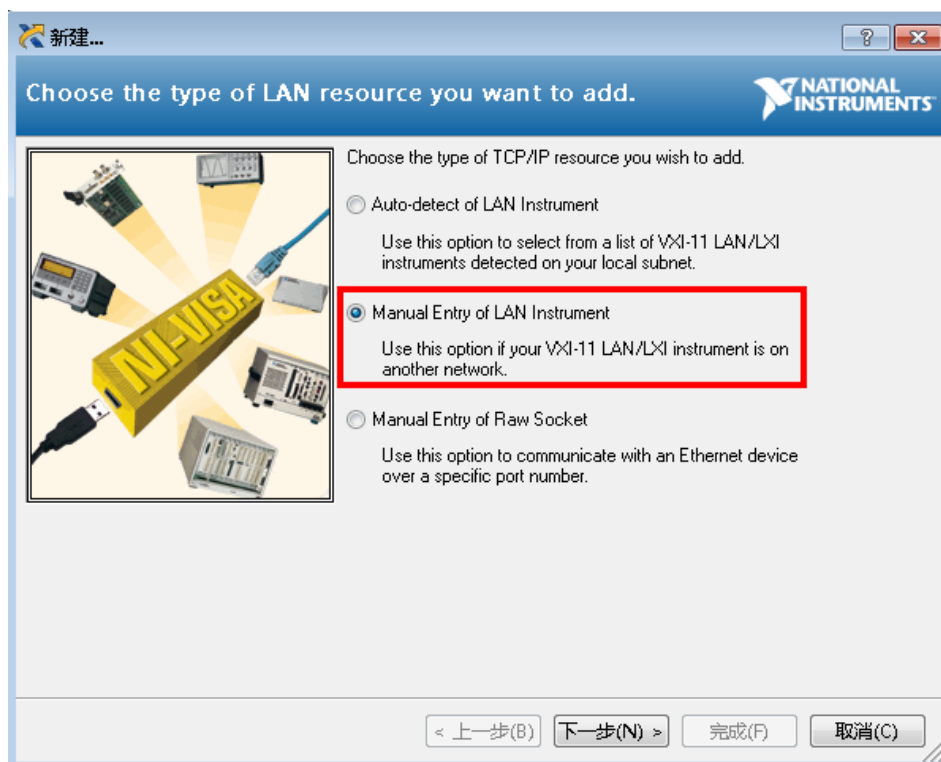 新建...
Choose the type of LAN resource you want to add.
NATIONAL
INSTRUMENTS
Choose the type of TCP/IP resource you wish to add.
Auto-detect of LAN Instrument
Use this option to select from a list of VXI-11 LAN/LXI
instruments detected on your local subnet.
Manual Entry of LAN Instrument
Use this option if your VXI-11 LAN/LXI instrument is on
another network.
Manual Entry of Raw Socket
Use this option to communicate with an Ethernet device
over a specific port number.
NI-VISA
< 上一步(B) 下一步(N) > 完成(F) 取消(C)